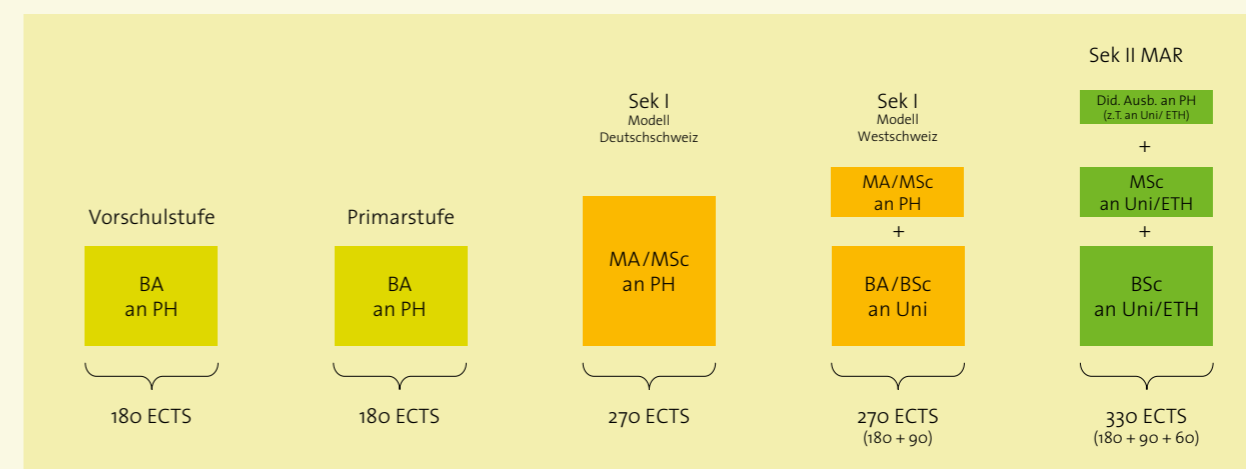 Vorschulstufe
BA
an PH
180 ECTS
Primarstufe
BA
an PH
180 ECTS
Sek I
Modell
Deutschschweiz
MA/MSc
an PH
270 ECTS
Sek I
Modell
Westschweiz
MA/MSc
an PH
+
BA/BSc
an Uni
270 ECTS
(180 + 90)
Sek II MAR
Did. Ausb. an PH
(z.T. an Uni/ ETH)
+
MSc
an Uni/ETH
+
BSc
an Uni/ETH
330 ECTS
(180 + 90 + 60)